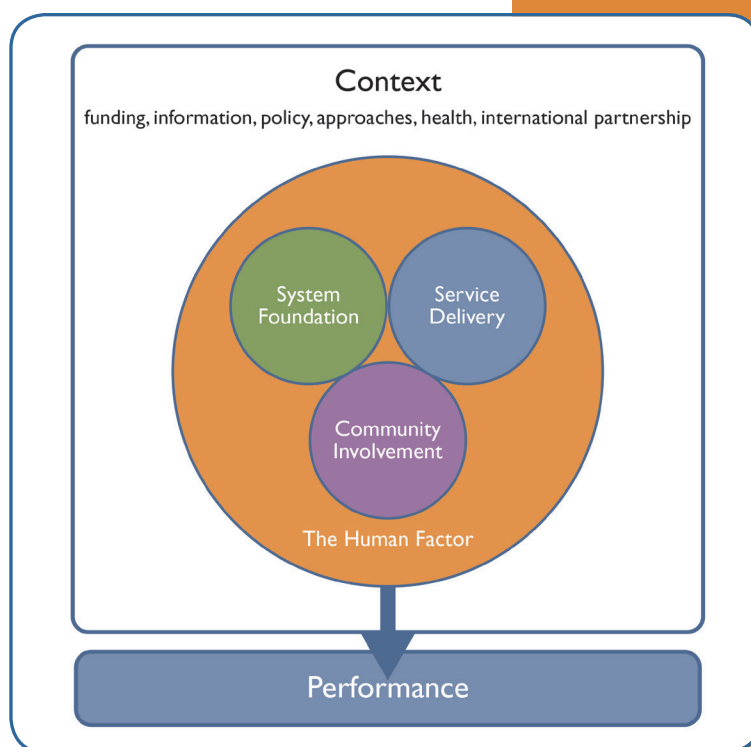 Context
funding, information, policy, approaches, health, international partnership
System
Foundation
Service
Delivery
Community
Involvement
The Human Factor
Performance